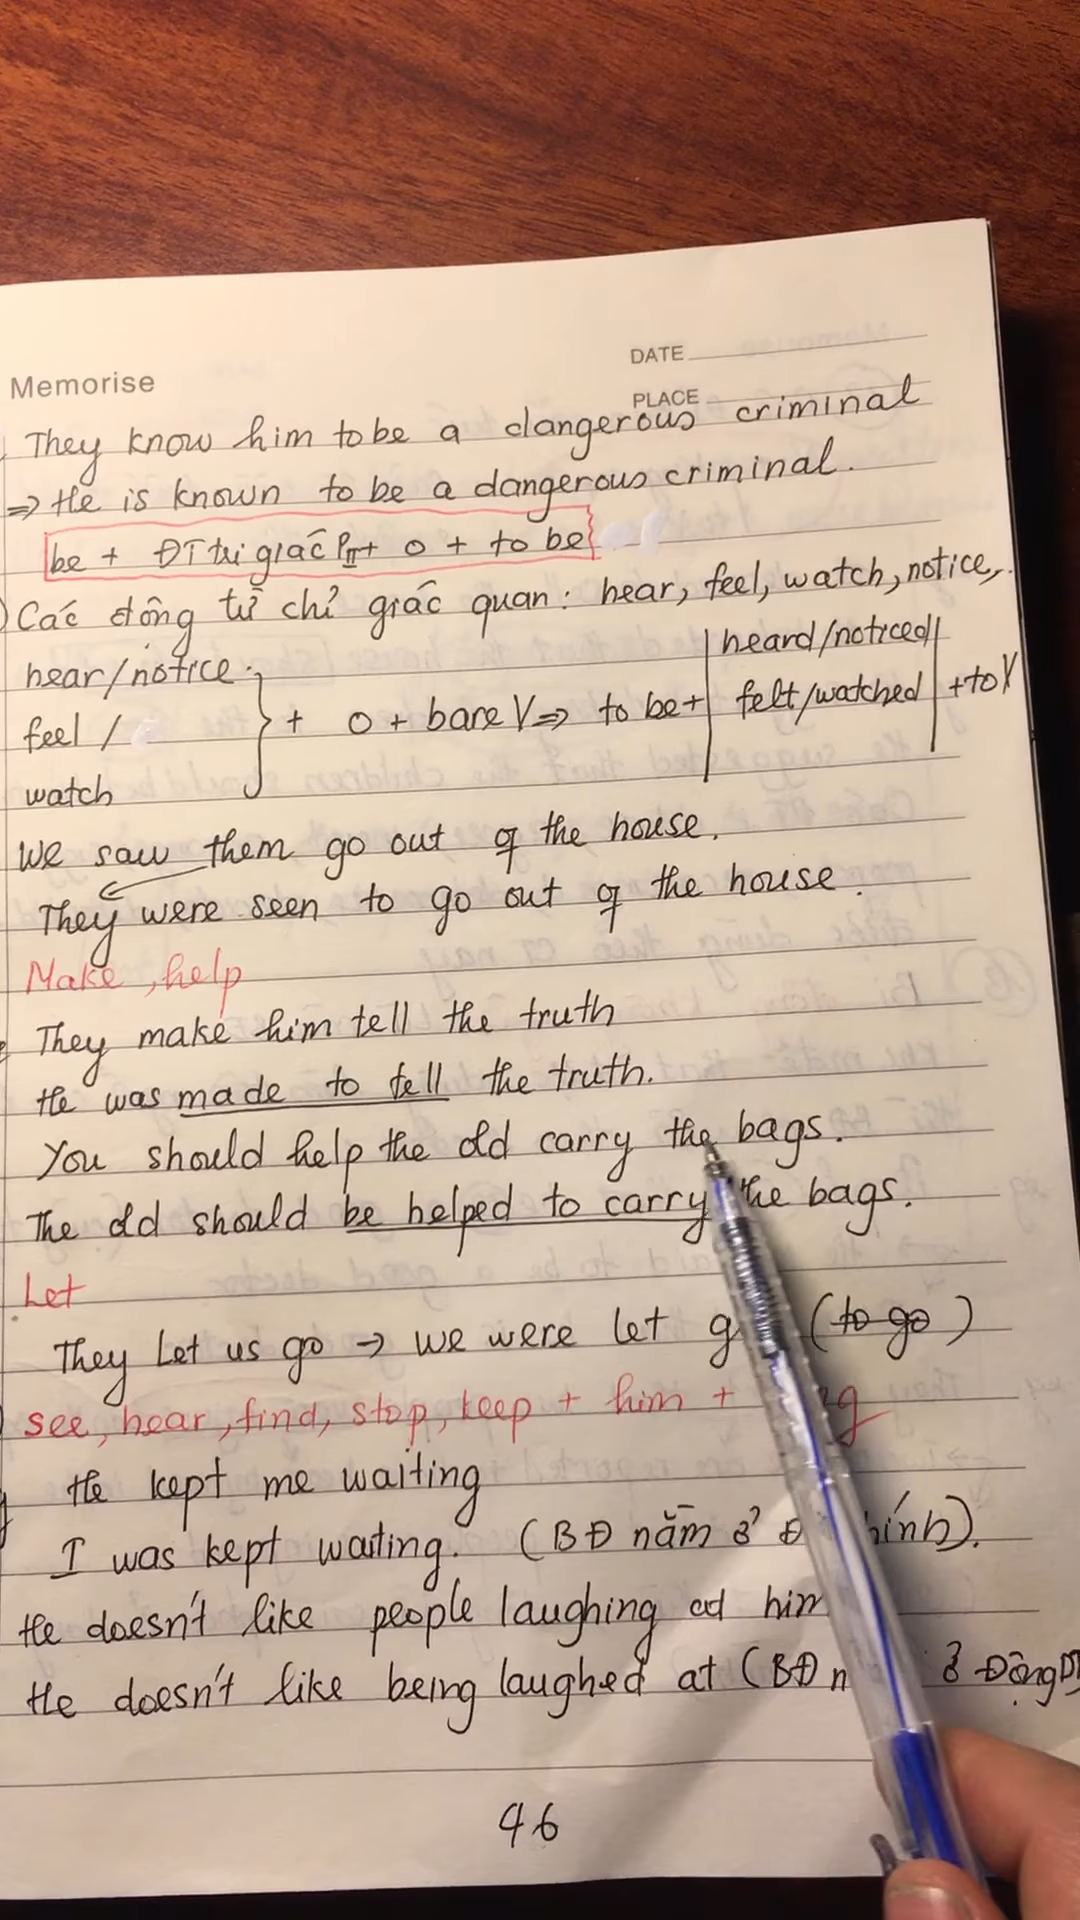 Memorise
DATE
PLACE
They know him to be a dangerous criminal
⇒ He is known to be a dangerous criminal.
be + ĐT tri giác PII + O + to be
Các động từ chỉ giác quan: hear, feel, watch, notice,
hear/notice } + O + bare V ⇒ to be + | heard/noticed | + to V
feel / felt/watched
watch
We saw them go out of the house.
They were seen to go out of the house.
Make, help
They make him tell the truth
He was made to tell the truth.
You should help the old carry the bags.
The old should be helped to carry the bags.
Let
They Let us go → we were let (to go)
see, hear, find, stop, keep + him +
He kept me waiting
I was kept waiting. (BĐ nằm ở
He doesn't like people laughing at him
He doesn't like being laughed at (BĐ ở Động
46